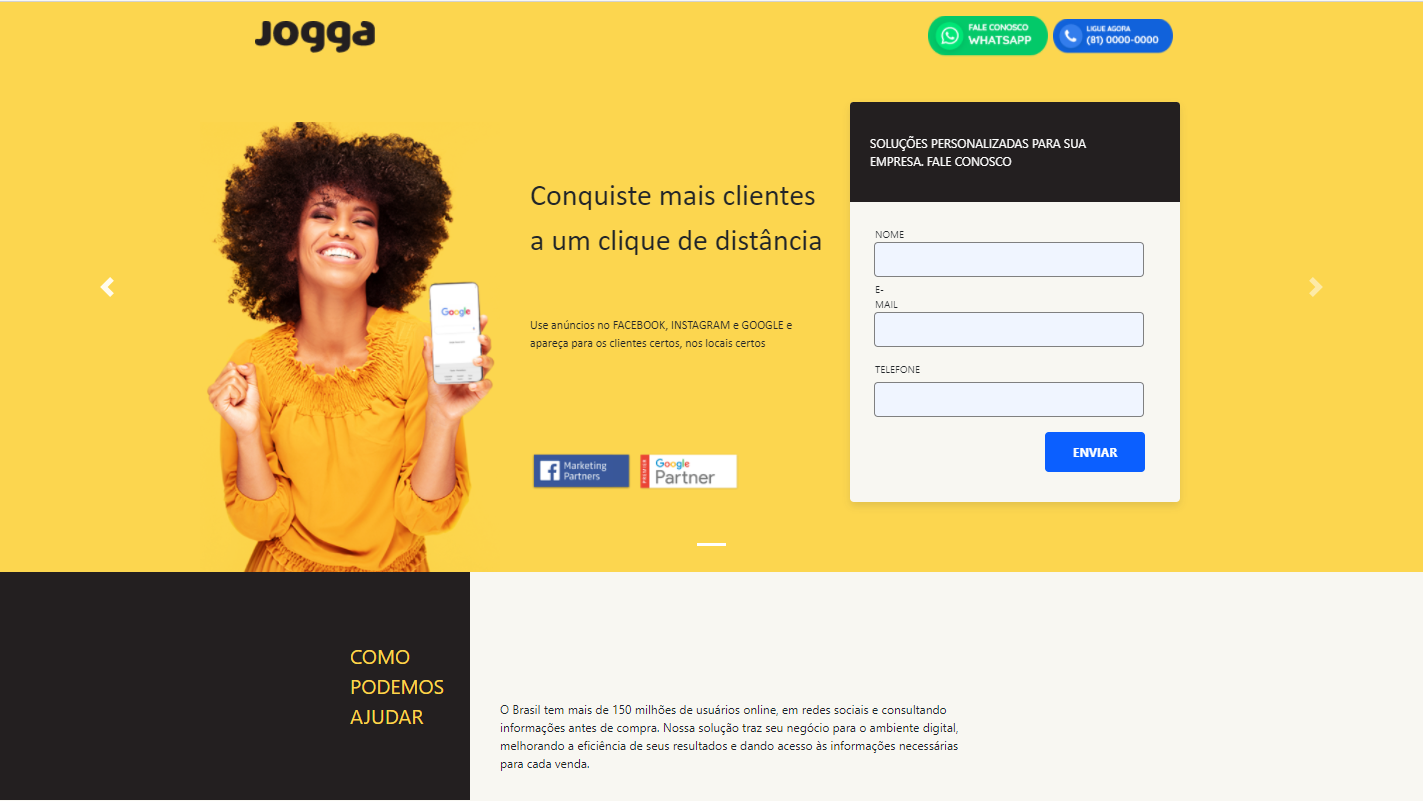 Jogga
FALE CONOSCO
WHATSAPP
LIGUE AGORA
(81) 0000-0000
SOLUÇÕES PERSONALIZADAS PARA SUA
EMPRESA. FALE CONOSCO
Conquiste mais clientes
a um clique de distância
NOME
E-
MAIL
Google
Use anúncios no FACEBOOK, INSTAGRAM e GOOGLE e
apareça para os clientes certos, nos locais certos
TELEFONE
ENVIAR
Marketing
Partners
PREMIER
Google
Partner
COMO
PODEMOS
AJUDAR
O Brasil tem mais de 150 milhões de usuários online, em redes sociais e consultando
informações antes de compra. Nossa solução traz seu negócio para o ambiente digital,
melhorando a eficiência de seus resultados e dando acesso às informações necessárias
para cada venda.